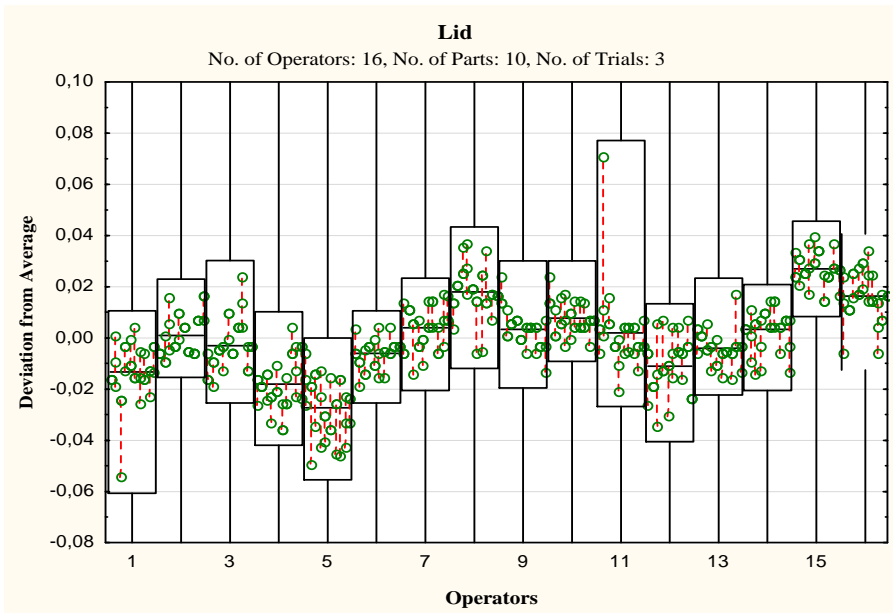 Lid
No. of Operators: 16, No. of Parts: 10, No. of Trials: 3
0,10
0,08
0,06
0,04
0,02
0,00
-0,02
-0,04
-0,06
-0,08
Deviation from Average
1 3 5 7 9 11 13 15
Operators